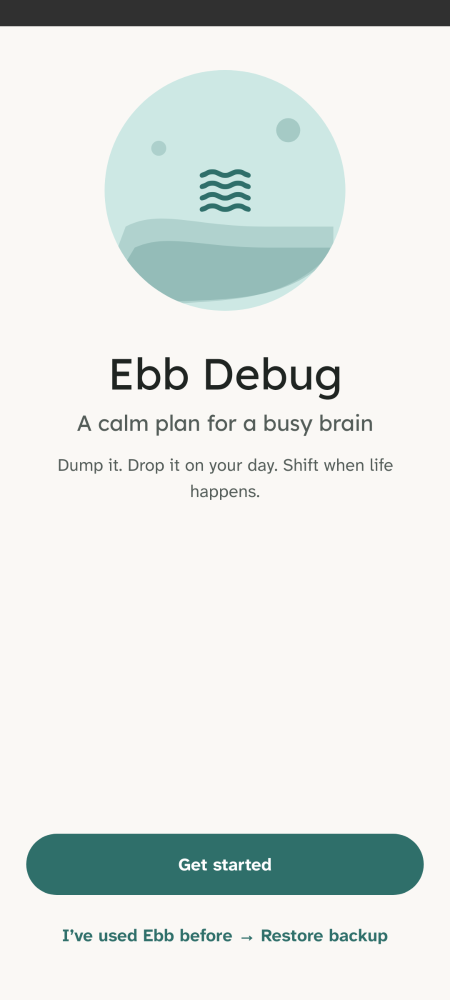 Ebb Debug
A calm plan for a busy brain
Dump it. Drop it on your day. Shift when life
happens.
Get started
I’ve used Ebb before → Restore backup